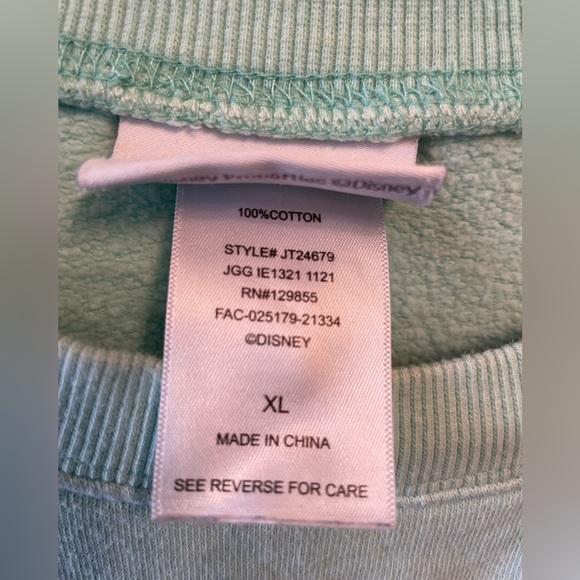 Properties ©Disney
100%COTTON
STYLE# JT24679
JGG IE1321 1121
RN#129855
FAC-025179-21334
©DISNEY
XL
MADE IN CHINA
SEE REVERSE FOR CARE